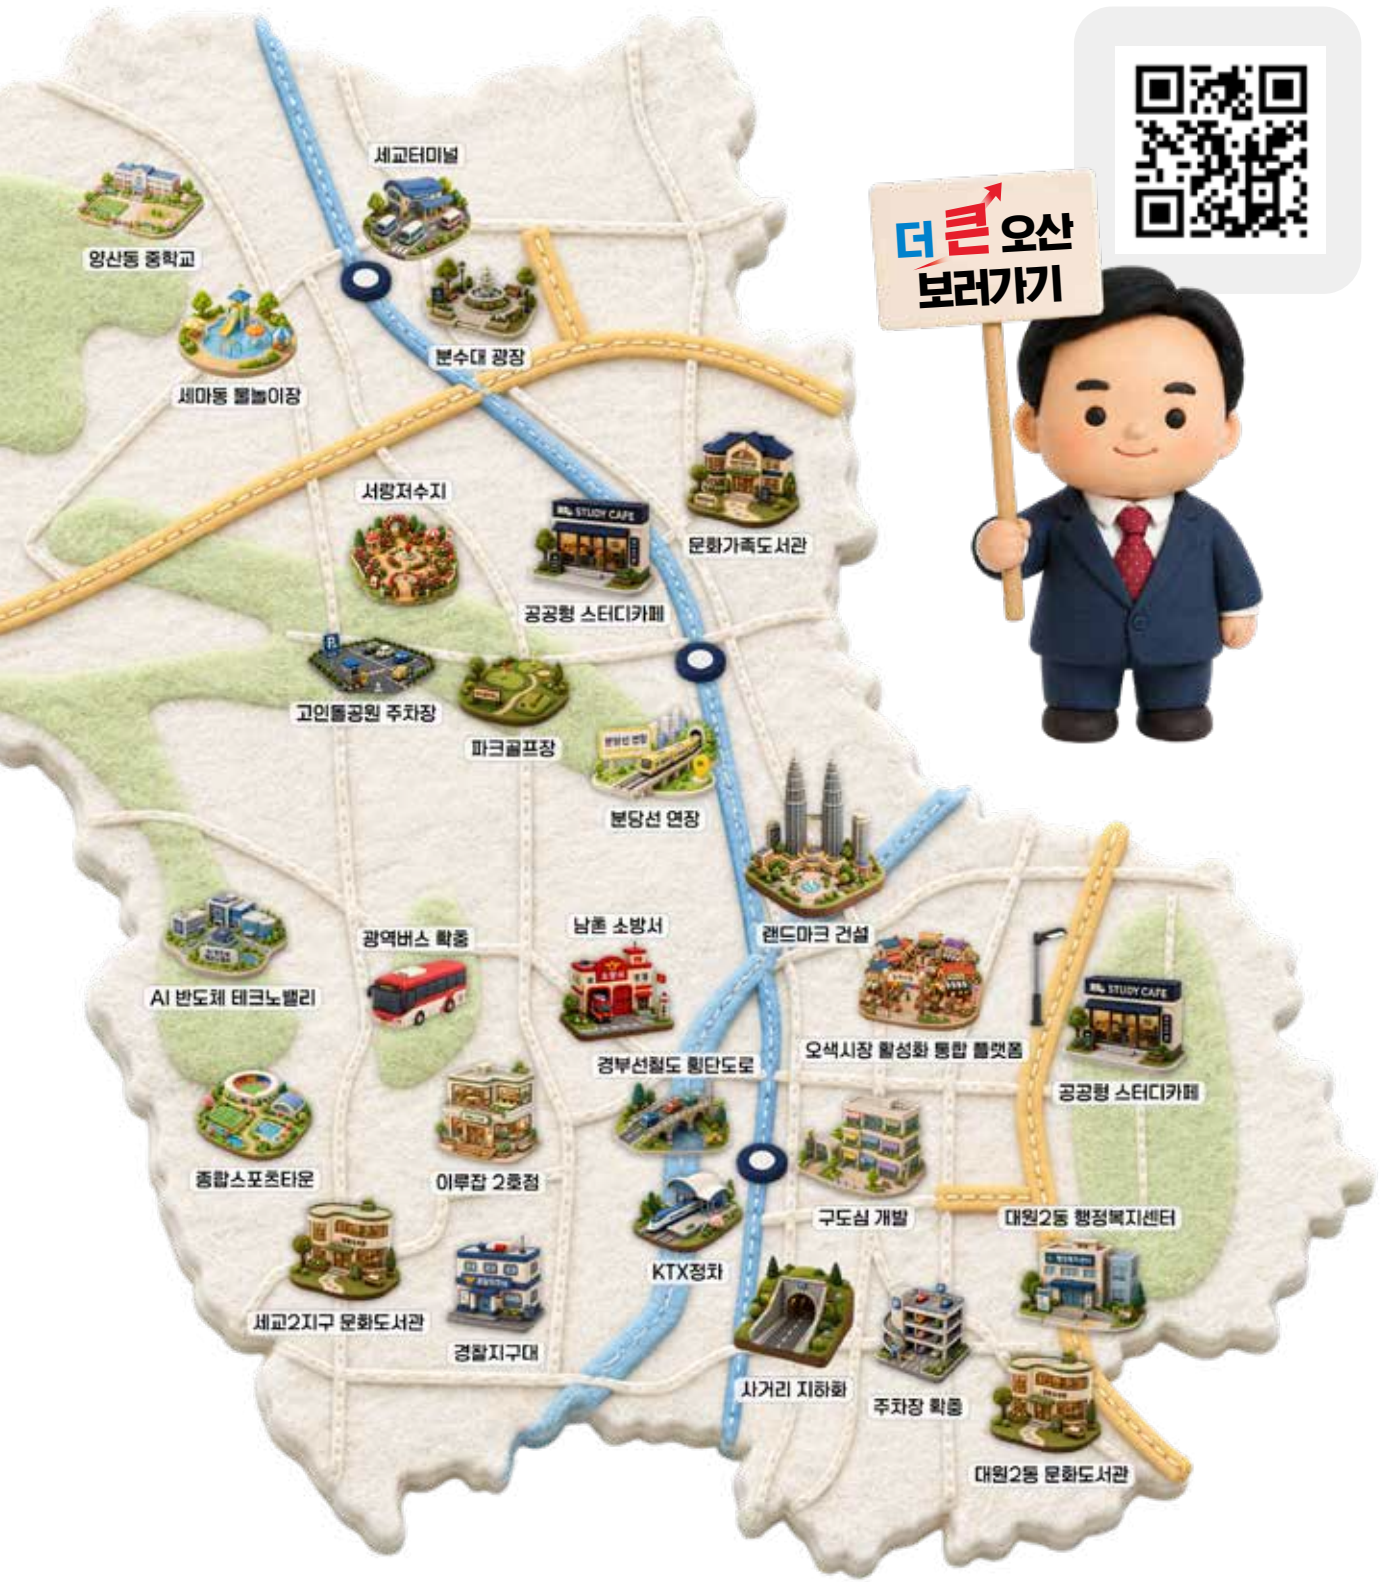 더 큰 오산
보러가기
세교터미널
양산동 중학교
분수대 광장
세마동 물놀이장
서랑저수지
STUDY CAFE
문화가족도서관
공공형 스터디카페
P
고인돌공원 주차장
파크골프장
분당선 연장
분당선 연장
랜드마크 건설
남촌 소방서
소방서
광역버스 확충
AI 반도체 테크노밸리
오색시장 활성화 통합 플랫폼
STUDY CAFE
공공형 스터디카페
경부선철도 횡단도로
종합스포츠타운
이루잡 2호점
구도심 개발
대원2동 행정복지센터
KTX정차
세교2지구 문화도서관
경찰지구대
사거리 지하화
주차장 확충
대원2동 문화도서관